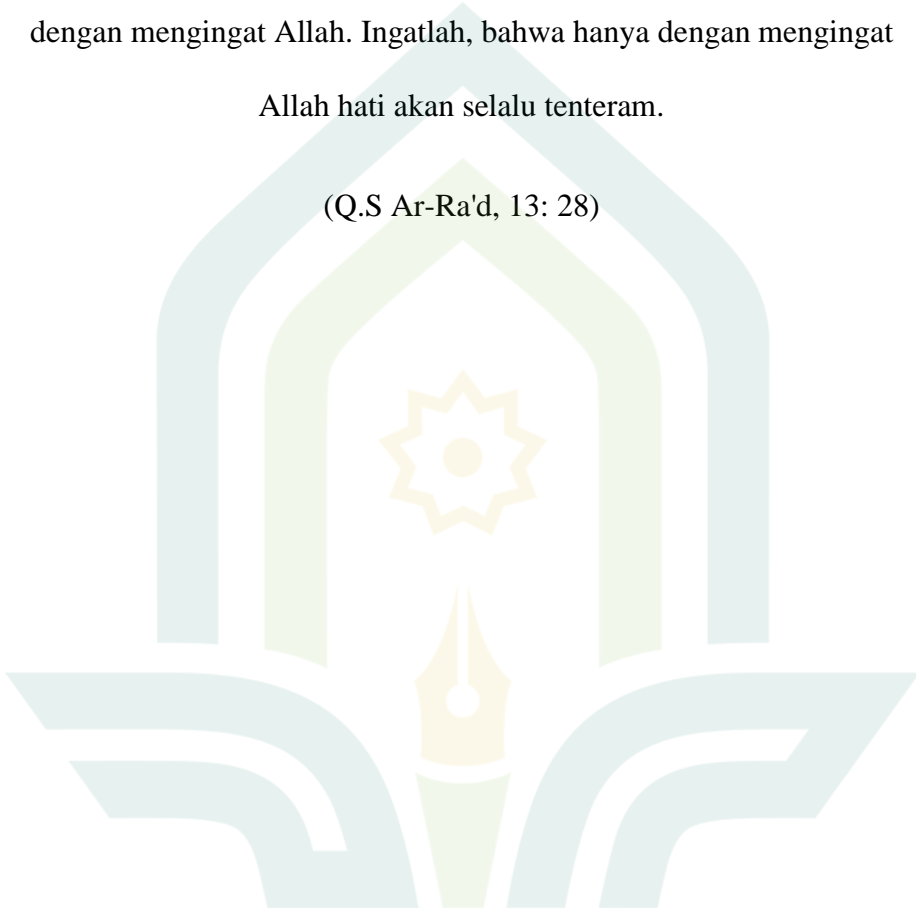 dengan mengingat Allah. Ingatlah, bahwa hanya dengan mengingat
Allah hati akan selalu tenteram.
(Q.S Ar-Ra'd, 13: 28)